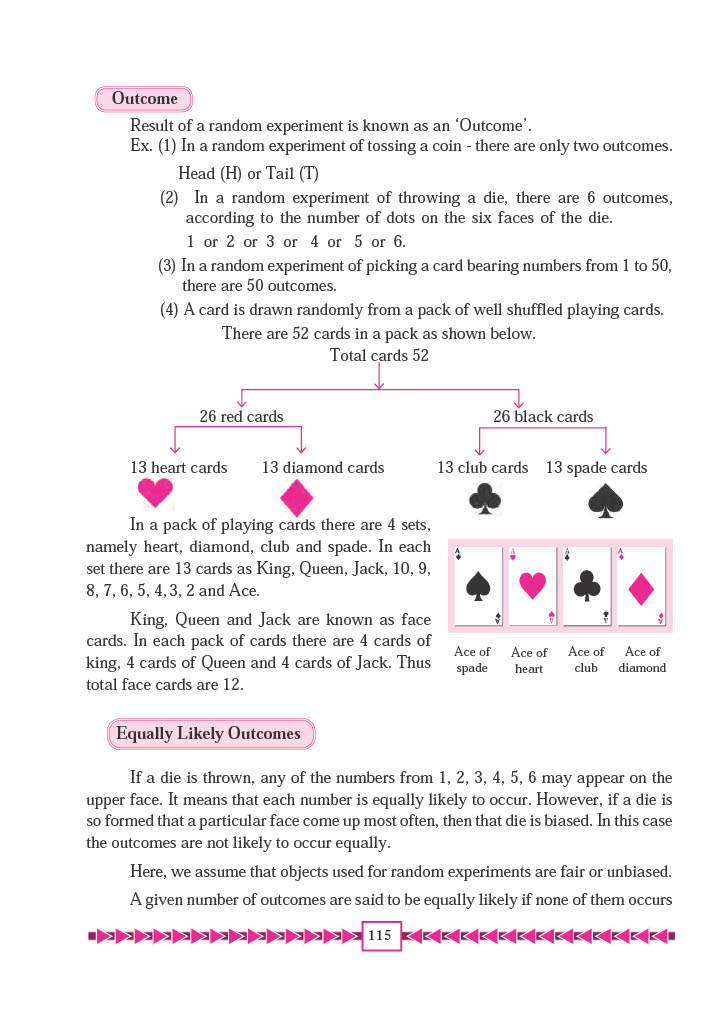 Outcome
Result of a random experiment is known as an ‘Outcome’.
Ex. (1) In a random experiment of tossing a coin - there are only two outcomes.
Head (H) or Tail (T)
(2) In a random experiment of throwing a die, there are 6 outcomes,
according to the number of dots on the six faces of the die.
1 or 2 or 3 or 4 or 5 or 6.
(3) In a random experiment of picking a card bearing numbers from 1 to 50,
there are 50 outcomes.
(4) A card is drawn randomly from a pack of well shuffled playing cards.
There are 52 cards in a pack as shown below.
Total cards 52
26 red cards 26 black cards
13 heart cards 13 diamond cards 13 club cards 13 spade cards
In a pack of playing cards there are 4 sets,
namely heart, diamond, club and spade. In each
set there are 13 cards as King, Queen, Jack, 10, 9,
8, 7, 6, 5, 4, 3, 2 and Ace.
King, Queen and Jack are known as face
cards. In each pack of cards there are 4 cards of
king, 4 cards of Queen and 4 cards of Jack. Thus
total face cards are 12.
A A A A
A A A A
Ace of spade
Ace of heart
Ace of club
Ace of diamond
Equally Likely Outcomes
If a die is thrown, any of the numbers from 1, 2, 3, 4, 5, 6 may appear on the
upper face. It means that each number is equally likely to occur. However, if a die is
so formed that a particular face come up most often, then that die is biased. In this case
the outcomes are not likely to occur equally.
Here, we assume that objects used for random experiments are fair or unbiased.
A given number of outcomes are said to be equally likely if none of them occurs
115